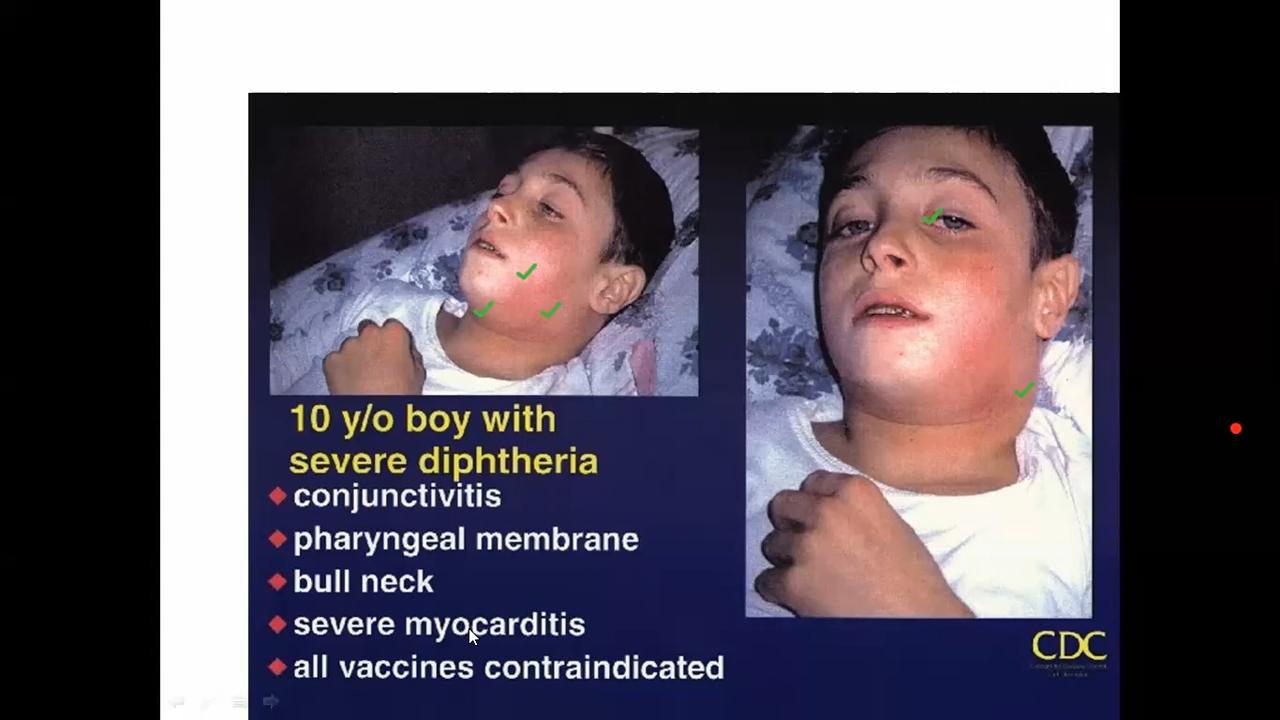 10 y/o boy with
severe diphtheria
conjunctivitis
pharyngeal membrane
bull neck
severe myocarditis
all vaccines contraindicated
CDC